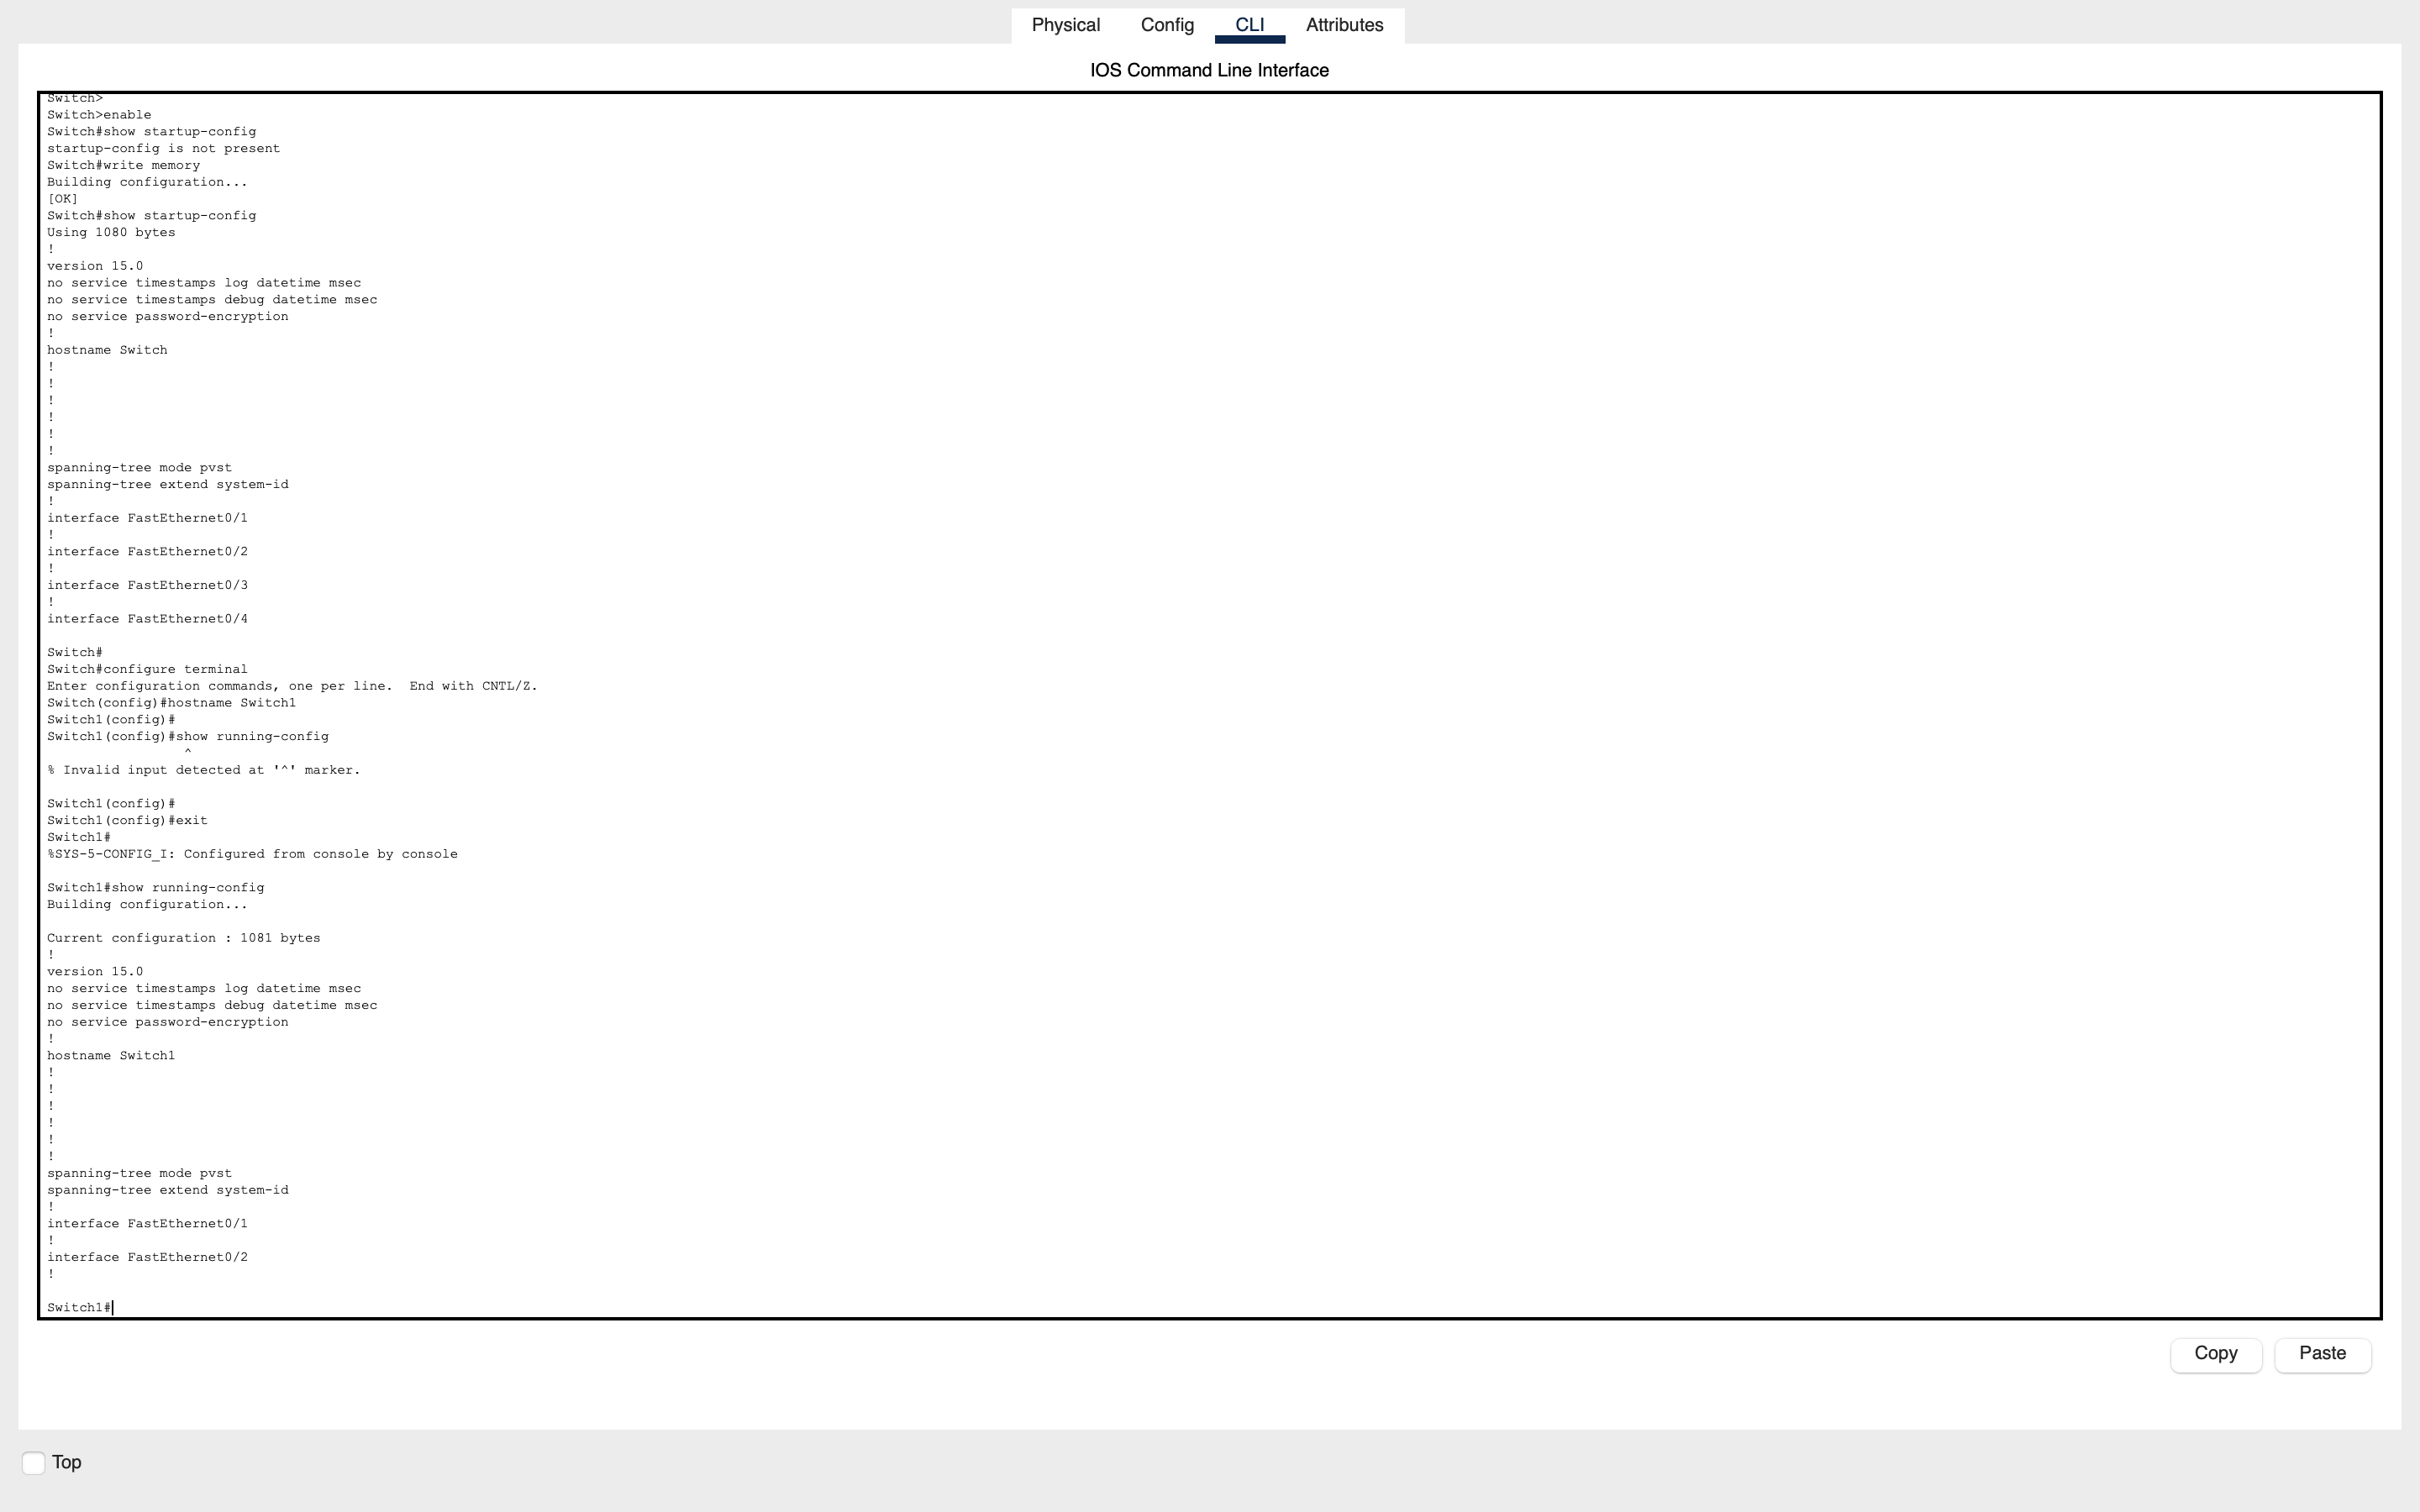 Physical Config CLI Attributes
IOS Command Line Interface
Switch>
Switch>enable
Switch#show startup-config
startup-config is not present
Switch#write memory
Building configuration...
[OK]
Switch#show startup-config
Using 1080 bytes
!
version 15.0
no service timestamps log datetime msec
no service timestamps debug datetime msec
no service password-encryption
!
hostname Switch
!
!
!
!
!
!
spanning-tree mode pvst
spanning-tree extend system-id
!
interface FastEthernet0/1
!
interface FastEthernet0/2
!
interface FastEthernet0/3
!
interface FastEthernet0/4

Switch#
Switch#configure terminal
Enter configuration commands, one per line.  End with CNTL/Z.
Switch(config)#hostname Switch1
Switch1(config)#
Switch1(config)#show running-config
                 ^
% Invalid input detected at '^' marker.

Switch1(config)#
Switch1(config)#exit
Switch1#
%SYS-5-CONFIG_I: Configured from console by console

Switch1#show running-config
Building configuration...

Current configuration : 1081 bytes
!
version 15.0
no service timestamps log datetime msec
no service timestamps debug datetime msec
no service password-encryption
!
hostname Switch1
!
!
!
!
!
!
spanning-tree mode pvst
spanning-tree extend system-id
!
interface FastEthernet0/1
!
interface FastEthernet0/2
!

Switch1#
Copy Paste
Top